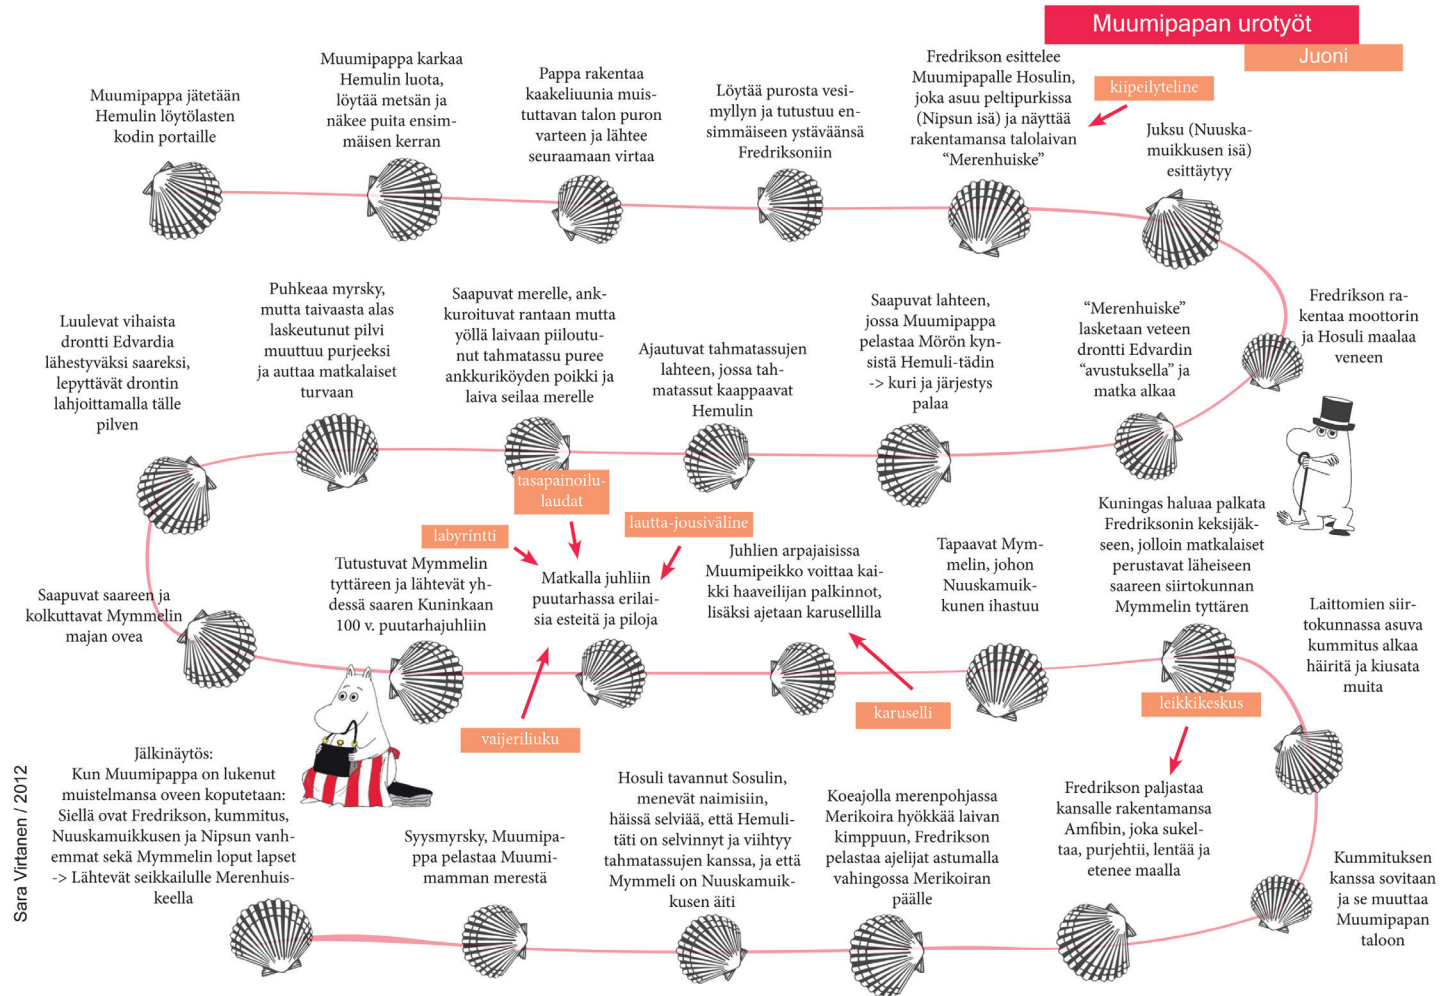 Muumipapan urotyöt
Juoni
Muumipappa jätetään
Hemulin löytölasten
kodin portaille
Muumipappa karkaa
Hemulin luota,
löytää metsän ja
näkee puita ensim-
mäisen kerran
Pappa rakentaa
kaakeliuunia muis-
tuttavan talon puron
varteen ja lähtee
seuraamaan virtaa
Löytää purosta vesi-
myllyn ja tutustuu en-
simmäiseen ystäväänsä
Fredriksoniin
Fredrikson esittelee
Muumipapalle Hosulin,
joka asuu peltipurkissa
(Nipsun isä) ja näyttää
rakentamansa talolaivan
“Merenhuiske”
kiipeilyteline
Juksu (Nuuska-
muikkusen isä)
esittäytyy
Fredrikson ra-
kentaa moottorin
ja Hosuli maalaa
veneen
“Merenhuiske”
lasketaan veteen
drontti Edvardin
“avustuksella” ja
matka alkaa
Saapuvat lahteen,
jossa Muumipappa
pelastaa Mörön kyn-
sistä Hemuli-tädin
-> kuri ja järjestys
palaa
Ajautuvat tahmatassujen
lahteen, jossa tah-
matassut kaappaavat
Hemulin
Saapuvat merelle, ank-
kuroituvat rantaan mutta
yöllä laivaan piiloutu-
nut tahmatassu puree
ankkuriköyden poikki ja
laiva seilaa merelle
Puhkeaa myrsky,
mutta taivaasta alas
laskeutunut pilvi
muuttuu purjeeksi
ja auttaa matkalaiset
turvaan
Luulevat vihaista
drontti Edvardia
lähestyväksi saareksi,
lepyttävät drontin
lahjoittamalla tälle
pilven
Saapuvat saareen ja
kolkuttavat Mymmelin
majan ovea
Tutustuvat Mymmelin
tyttäreen ja lähtevät yh-
dessä saaren Kuninkaan
100 v. puutarhajuhliin
labyrintti
tasapainoilu-
laudat
lautta-jousiväline
Matkalla juhliin
puutarhassa erilai-
sia esteitä ja piloja
vaijeriliuku
Juhlien arpajaisissa
Muumipeikko voittaa kai-
kki haaveilijan palkinnot,
lisäksi ajetaan karusellilla
karuselli
Tapaavat Mym-
melin, johon
Nuuskamuik-
kunen ihastuu
Kuningas haluaa palkata
Fredriksonin keksijäk-
seen, jolloin matkalaiset
perustavat läheiseen
saareen siirtokunnan
Mymmelin tyttären
leikkikeskus
Laittomien siir-
tokunnassa asuva
kummitus alkaa
häiritä ja kiusata
muita
Kummituksen
kanssa sovitaan
ja se muuttaa
Muumipapan
taloon
Fredrikson paljastaa
kansalle rakentamansa
Amfibin, joka sukel-
taa, purjehtii, lentää ja
etenee maalla
Koeajolla merenpohjassa
Merikoira hyökkää laivan
kimppuun, Fredrikson
pelastaa ajelijat astumalla
vahingossa Merikoiran
päälle
Hosuli tavannut Sosulin,
menevät naimisiin,
häissä selviää, että Hemuli-
täti on selvinnyt ja viihtyy
tahmatassujen kanssa, ja että
Mymmeli on Nuuskamuik-
kusen äiti
Syysmyrsky, Muumipa-
ppa pelastaa Muumi-
mamman merestä
Jälkinäytös:
Kun Muumipappa on lukenut
muistelmansa oveen koputetaan:
Siellä ovat Fredrikson, kummitus,
Nuuskamuikkusen ja Nipsun vanh-
emmat sekä Mymmelin loput lapset
-> Lähtevät seikkailulle Merenhuis-
keella
Sara Virtanen / 2012